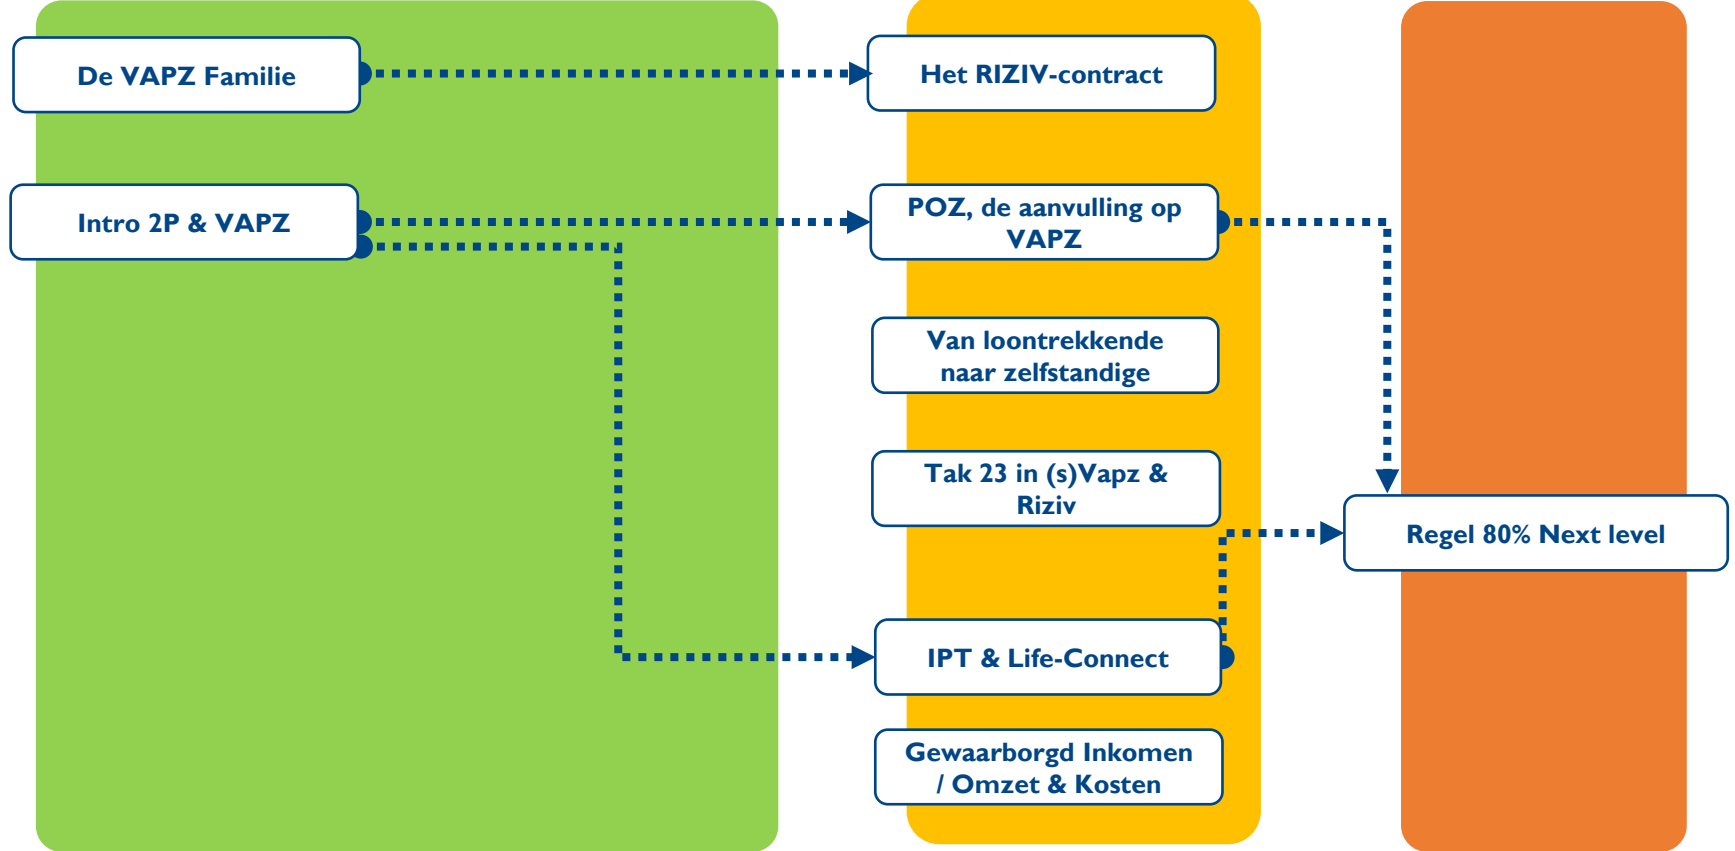 De VAPZ Familie
Het RIZIV-contract
Intro 2P & VAPZ
POZ, de aanvulling op
VAPZ
Van loontrekkende
naar zelfstandige
Tak 23 in (s)Vapz &
Riziv
Regel 80% Next level
IPT & Life-Connect
Gewaarborgd Inkomen
/ Omzet & Kosten